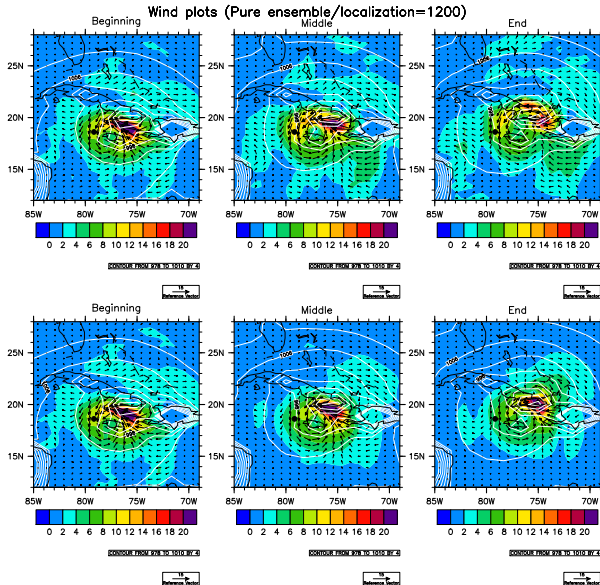 Wind plots (Pure ensemble/localization=1200)
Beginning Middle End
25N 25N 25N
20N 20N 20N
15N 15N 15N
85W 80W 75W 70W 85W 80W 75W 70W 85W 80W 75W 70W
1006 1006 1006
0 2 4 6 8 10 12 14 16 18 20 0 2 4 6 8 10 12 14 16 18 20 0 2 4 6 8 10 12 14 16 18 20
CONTOUR FROM 978 TO 1010 BY 4 CONTOUR FROM 978 TO 1010 BY 4 CONTOUR FROM 978 TO 1010 BY 4
15 15 15
Reference Vector Reference Vector Reference Vector
Beginning Middle End
25N 25N 25N
20N 20N 20N
15N 15N 15N
85W 80W 75W 70W 85W 80W 75W 70W 85W 80W 75W 70W
1006 1006
0 2 4 6 8 10 12 14 16 18 20 0 2 4 6 8 10 12 14 16 18 20 0 2 4 6 8 10 12 14 16 18 20
CONTOUR FROM 978 TO 1010 BY 4 CONTOUR FROM 978 TO 1010 BY 4 CONTOUR FROM 978 TO 1010 BY 4
15 15 15
Reference Vector Reference Vector Reference Vector